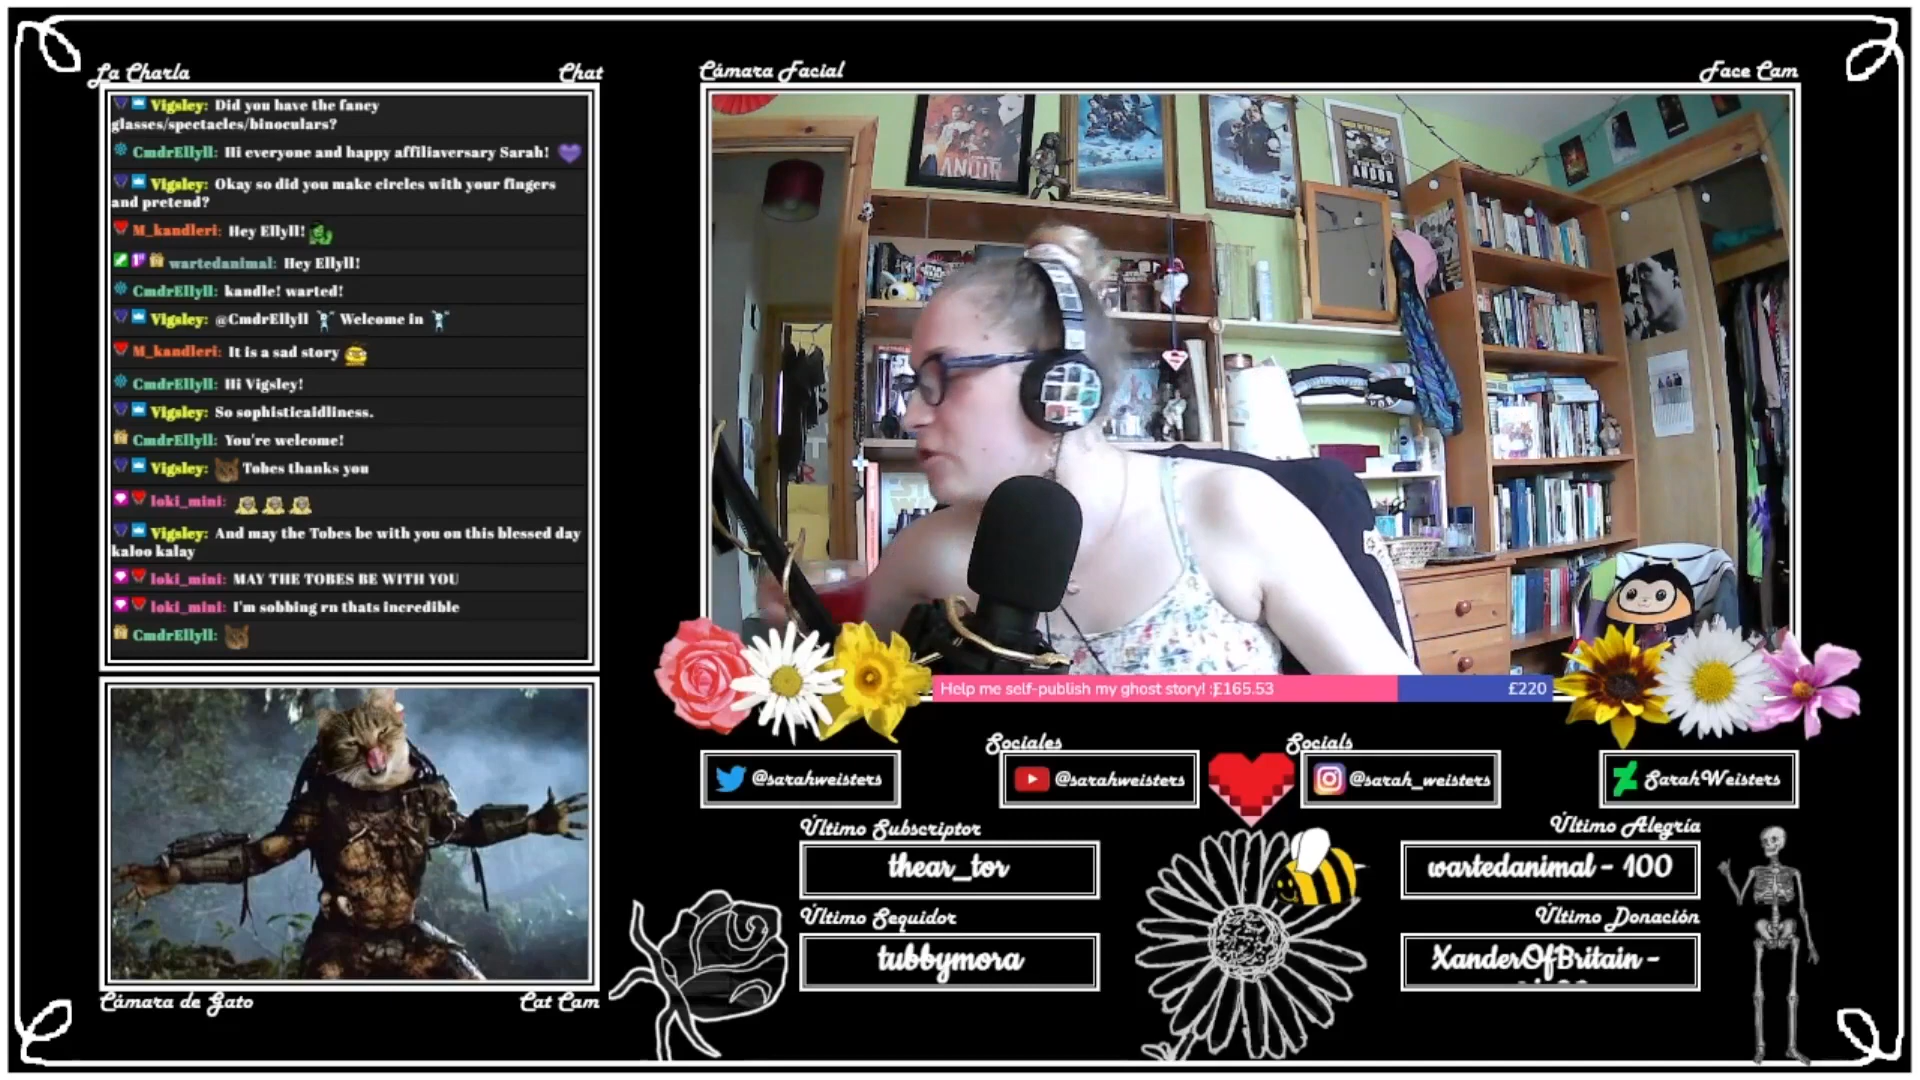 La Charla
Chat
Vigsley: Did you have the fancy
glasses/spectacles/binoculars?
CmdrEllyll: Hi everyone and happy affiliaversary Sarah!
Vigsley: Okay so did you make circles with your fingers
and pretend?
M_kandleri: Hey Ellyll!
wartedanimal: Hey Ellyll!
CmdrEllyll: kandle! warted!
Vigsley: @CmdrEllyll Welcome in
M_kandleri: It is a sad story
CmdrEllyll: Hi Vigsley!
Vigsley: So sophisticaidliness.
CmdrEllyll: You're welcome!
Vigsley: Tobes thanks you
loki_mini:
Vigsley: And may the Tobes be with you on this blessed day
kaloo kalay
loki_mini: MAY THE TOBES BE WITH YOU
loki_mini: I'm sobbing rn thats incredible
CmdrEllyll:
Cámara de Gato
Cat Cam
Cámara Facial
Face Cam
ANDOR
ANDOR
STAR WARS
Help me self-publish my ghost story! :£165.53
£220
Sociales
Socials
@sarahweisters
@sarahweisters
@sarah_weisters
SarahWeisters
Último Subscriptor
thear_tor
Último Seguidor
tubbymora
Último Alegría
wartedanimal - 100
Último Donación
XanderOfBritain -